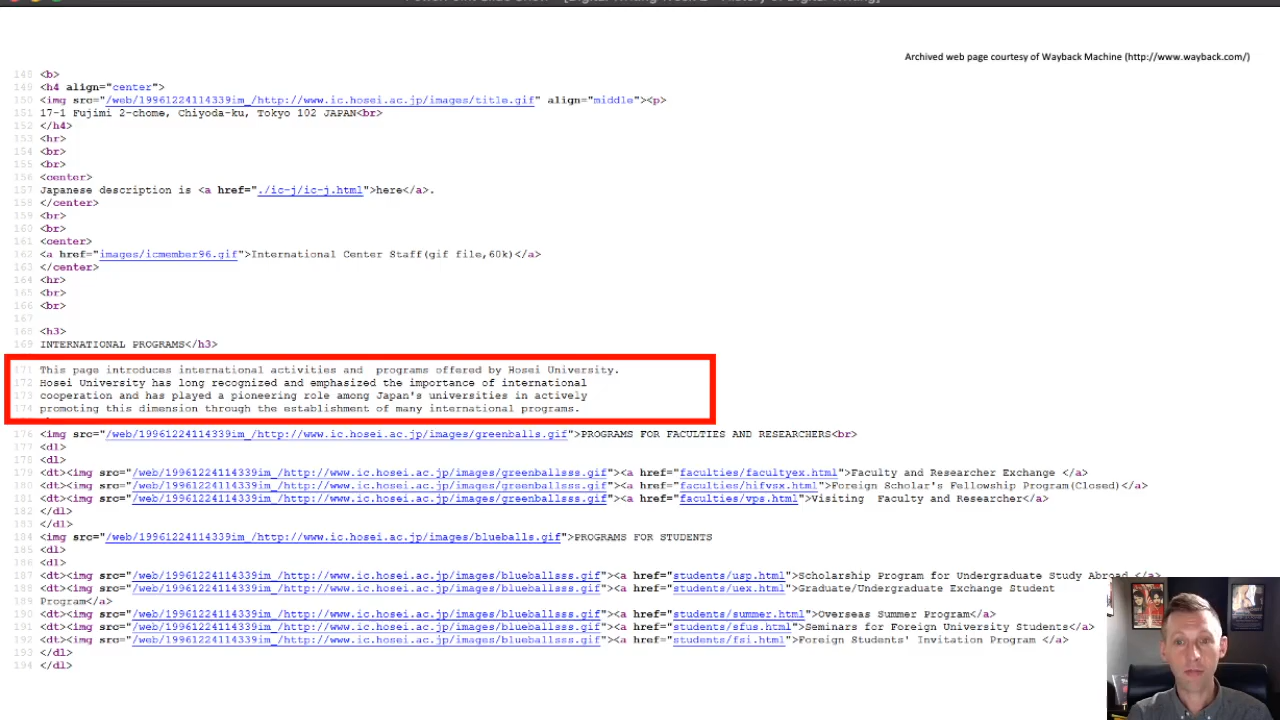 Archived web page courtesy of Wayback Machine (http://www.wayback.com/)
148 <b>
149 <h4 align="center">
150 <img src="/web/19961224114339im_/http://www.ic.hosei.ac.jp/images/title.gif" align="middle"><p>
151 17-1 Fujimi 2-chome, Chiyoda-ku, Tokyo 102 JAPAN<br>
152 </h4>
153 <hr>
154 <br>
155 <br>
156 <center>
157 Japanese description is <a href="./ic-j/ic-j.html">here</a>.
158 </center>
159 <br>
160 <br>
161 <center>
162 <a href="images/icmember96.gif">International Center Staff(gif file,60k)</a>
163 </center>
164 <hr>
165 <br>
166 <br>
167
168 <h3>
169 INTERNATIONAL PROGRAMS</h3>
171 This page introduces international activities and  programs offered by Hosei University.
172 Hosei University has long recognized and emphasized the importance of international
173 cooperation and has played a pioneering role among Japan's universities in actively
174 promoting this dimension through the establishment of many international programs.
176 <img src="/web/19961224114339im_/http://www.ic.hosei.ac.jp/images/greenballs.gif">PROGRAMS FOR FACULTIES AND RESEARCHERS<br>
177 <dl>
178 <dl>
179 <dt><img src="/web/19961224114339im_/http://www.ic.hosei.ac.jp/images/greenballsss.gif"><a href="faculties/facultyex.html">Faculty and Researcher Exchange </a>
180 <dt><img src="/web/19961224114339im_/http://www.ic.hosei.ac.jp/images/greenballsss.gif"><a href="faculties/hifvsx.html">Foreign Scholar's Fellowship Program(Closed)</a>
181 <dt><img src="/web/19961224114339im_/http://www.ic.hosei.ac.jp/images/greenballsss.gif"><a href="faculties/vps.html">Visiting  Faculty and Researcher</a>
182 </dl>
183 </dl>
184 <img src="/web/19961224114339im_/http://www.ic.hosei.ac.jp/images/blueballs.gif">PROGRAMS FOR STUDENTS
185 <dl>
186 <dl>
187 <dt><img src="/web/19961224114339im_/http://www.ic.hosei.ac.jp/images/blueballsss.gif"><a href="students/usp.html">Scholarship Program for Undergraduate Study Abroad </a>
188 <dt><img src="/web/19961224114339im_/http://www.ic.hosei.ac.jp/images/blueballsss.gif"><a href="students/uex.html">Graduate/Undergraduate Exchange Student
189 Program</a>
190 <dt><img src="/web/19961224114339im_/http://www.ic.hosei.ac.jp/images/blueballsss.gif"><a href="students/summer.html">Overseas Summer Program</a>
191 <dt><img src="/web/19961224114339im_/http://www.ic.hosei.ac.jp/images/blueballsss.gif"><a href="students/sfus.html">Seminars for Foreign University Students</a>
192 <dt><img src="/web/19961224114339im_/http://www.ic.hosei.ac.jp/images/blueballsss.gif"><a href="students/fsi.html">Foreign Students' Invitation Program </a>
193 </dl>
194 </dl>